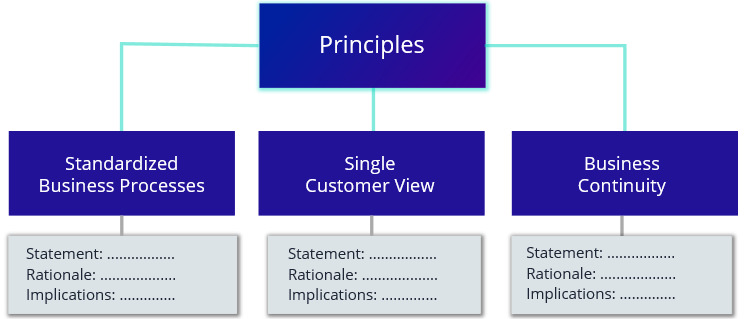 Principles
Standardized
Business Processes
Single
Customer View
Business
Continuity
Statement: .................
Rationale: ...................
Implications: ..............
Statement: .................
Rationale: ...................
Implications: ..............
Statement: .................
Rationale: ...................
Implications: ..............